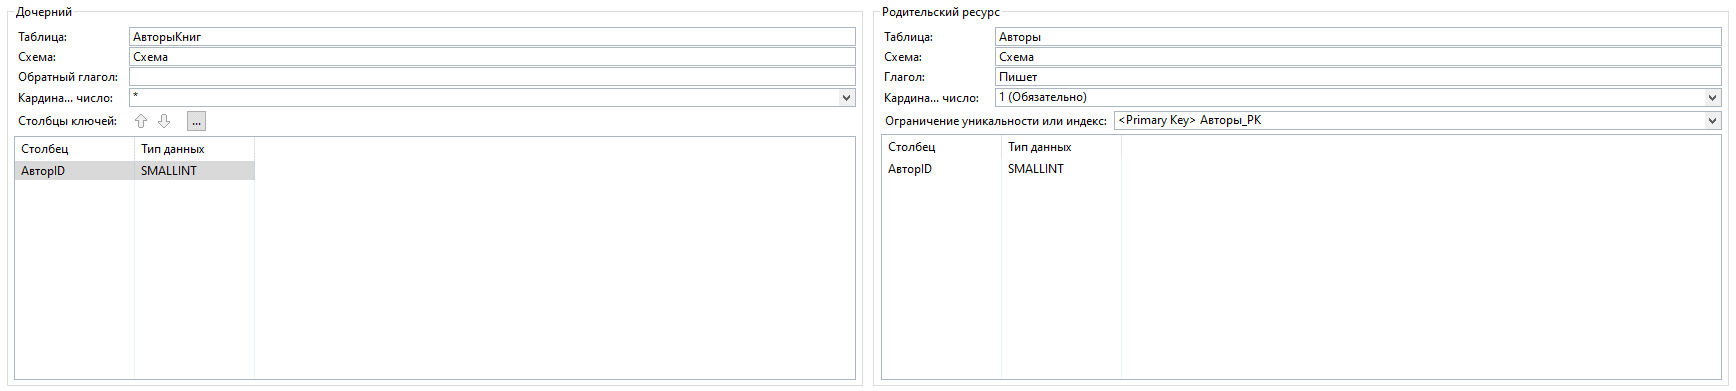 Дочерний
Таблица: АвторыКниг
Схема: Схема
Обратный глагол:
Кардина... число: *
Столбцы ключей: ...
Столбец Тип данных
АвторID SMALLINT
Родительский ресурс
Таблица: Авторы
Схема: Схема
Глагол: Пишет
Кардина... число: 1 (Обязательно)
Ограничение уникальности или индекс: <Primary Key> Авторы_PK
Столбец Тип данных
АвторID SMALLINT